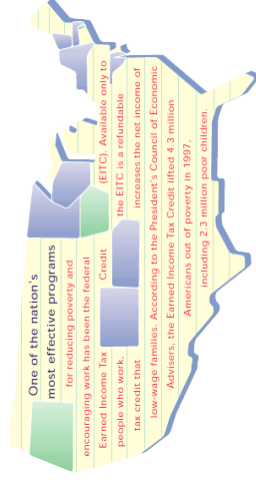 One of the nation's
most effective programs
for reducing poverty and
encouraging work has been the federal
Earned Income Tax Credit (EITC). Available only to
people who work, the EITC is a refundable
tax credit that increases the net income of
low-wage families. According to the President's Council of Economic
Advisers, the Earned Income Tax Credit lifted 4.3 million
Americans out of poverty in 1997,
including 2.3 million poor children.